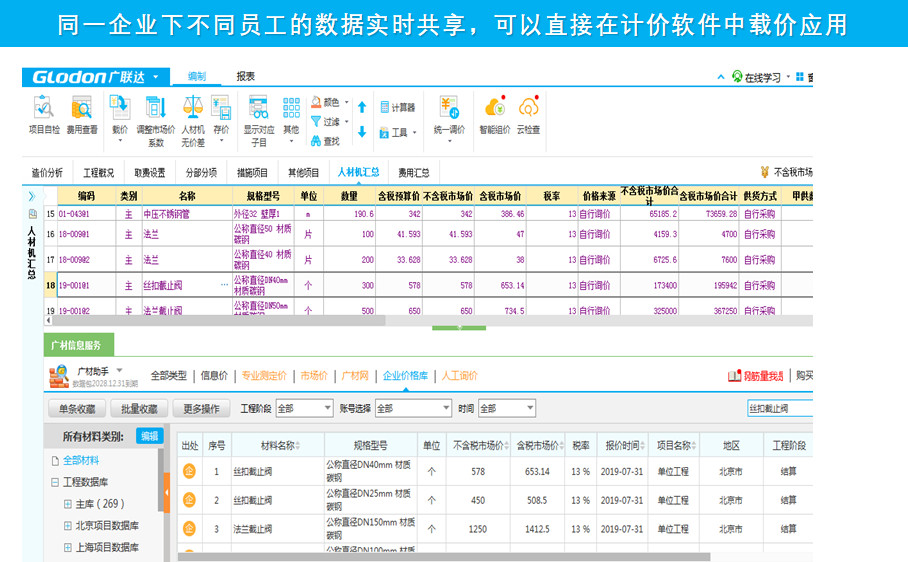 同一企业下不同员工的数据实时共享，可以直接在计价软件中载价应用
GLodon广联达 编制 报表 在线学习
项目自检 费用查看 载价 调整市场价系数 人材机无价差 存价 显示对应子目 其他 颜色 过滤 查找 计算器 工具 统一调价 智能组价 云检查
造价分析 工程概况 取费设置 分部分项 措施项目 其他项目 人材机汇总 费用汇总 不含税市场
编码 类别 名称 规格型号 单位 数量 含税预算价 不含税市场价 含税市场价 税率 价格来源 不含税市场价合计 含税市场价合计 供货方式
人材机汇总
15 01-04301 主 中压不锈钢管 外径32 壁厚1 m 190.6 342 342 386.46 13 自行询价 65185.2 73659.28 自行采购
16 18-00901 主 法兰 公称直径50 材质碳钢 片 100 41.593 41.593 47 13 自行询价 4159.3 4700 自行采购
17 18-00902 主 法兰 公称直径40 材质碳钢 片 200 33.628 33.628 38 13 自行询价 6725.6 7600 自行采购
18 19-00101 主 丝扣截止阀 ··· 公称直径DN40mm 材质碳钢 个 300 578 578 653.14 13 自行询价 173400 195942 自行采购
19 19-00102 主 法兰截止阀 公称直径DN50mm 个 500 650 650 734.5 13 自行询价 325000 367250 自行采购
广材信息服务
广材助手 数据包2028.12.31到期
全部类型 信息价 专业测定价 市场价 广材网 企业价格库 人工询价 钢筋量我员 购买
单条收藏 批量收藏 更多操作 工程阶段 全部 账号选择 全部 时间 全部 丝扣截止阀
所有材料类别: 编辑
全部材料
工程数据库
主库 ( 269 )
北京项目数据库
上海项目数据库
出处 序号 材料名称 规格型号 单位 不含税市场价 含税市场价 税率 报价时间 项目名称 地区 工程阶段
企 1 丝扣截止阀 公称直径DN40mm 材质碳钢 个 578 653.14 13 % 2019-07-31 单位工程 北京市 结算
企 2 丝扣截止阀 公称直径DN25mm 材质碳钢 个 450 508.5 13 % 2019-07-31 单位工程 北京市 结算
企 3 法兰截止阀 公称直径DN150mm 材质碳钢 个 1250 1412.5 13 % 2019-07-31 单位工程 北京市 结算
公称直径DN100mm 材质